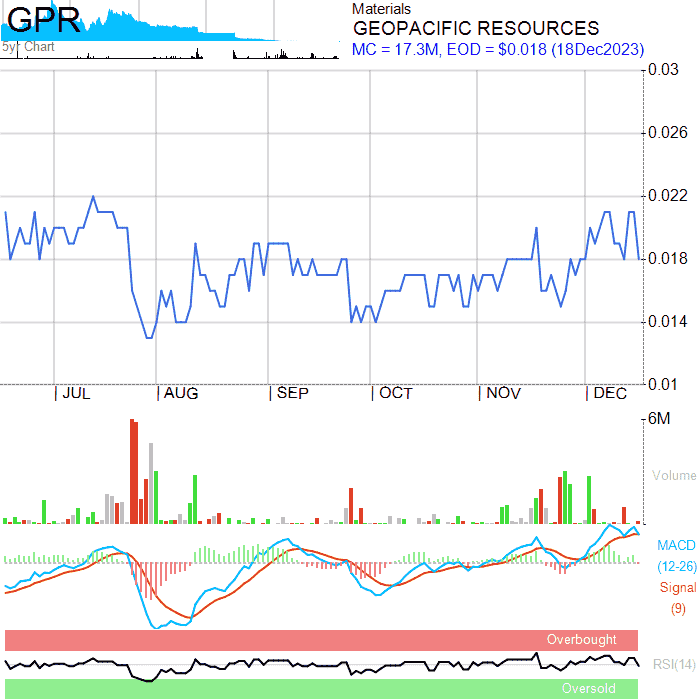 GPR
5yr Chart
Materials
GEOPACIFIC RESOURCES
MC = 17.3M, EOD = $0.018 (18Dec2023)
0.03
0.026
0.022
0.018
0.014
0.01
JUL AUG SEP OCT NOV DEC
6M
Volume
MACD
(12-26)
Signal
(9)
Overbought
RSI(14)
Oversold